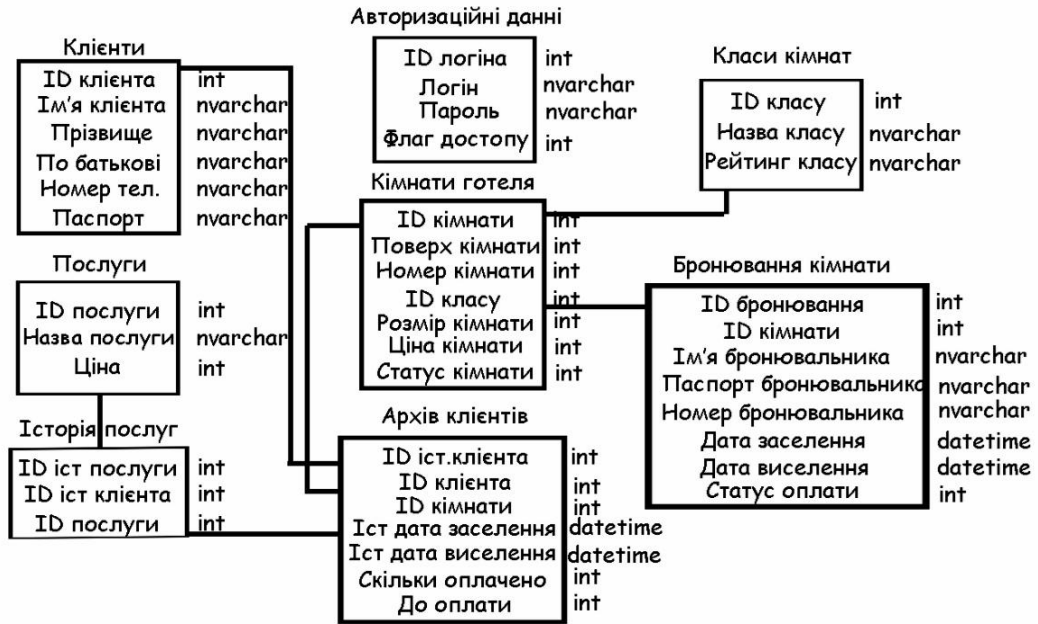 Авторизаційні данні
ID логіна int
Логін nvarchar
Пароль nvarchar
Флаг достопу int
Клієнти
ID клієнта int
Ім'я клієнта nvarchar
Прізвище nvarchar
По батькові nvarchar
Номер тел. nvarchar
Паспорт nvarchar
Класи кімнат
ID класу int
Назва класу nvarchar
Рейтинг класу nvarchar
Кімнати готеля
ID кімнати int
Поверх кімнати int
Номер кімнати int
ID класу int
Розмір кімнати int
Ціна кімнати int
Статус кімнати int
Послуги
ID послуги int
Назва послуги nvarchar
Ціна int
Бронювання кімнати
ID бронювання int
ID кімнати int
Ім'я бронювальника nvarchar
Паспорт бронювальника nvarchar
Номер бронювальника nvarchar
Дата заселення datetime
Дата виселення datetime
Статус оплати int
Історія послуг
ID іст послуги int
ID іст клієнта int
ID послуги int
Архів клієнтів
ID іст.клієнта int
ID клієнта int
ID кімнати int
Іст дата заселення datetime
Іст дата виселення datetime
Скільки оплачено int
До оплати int